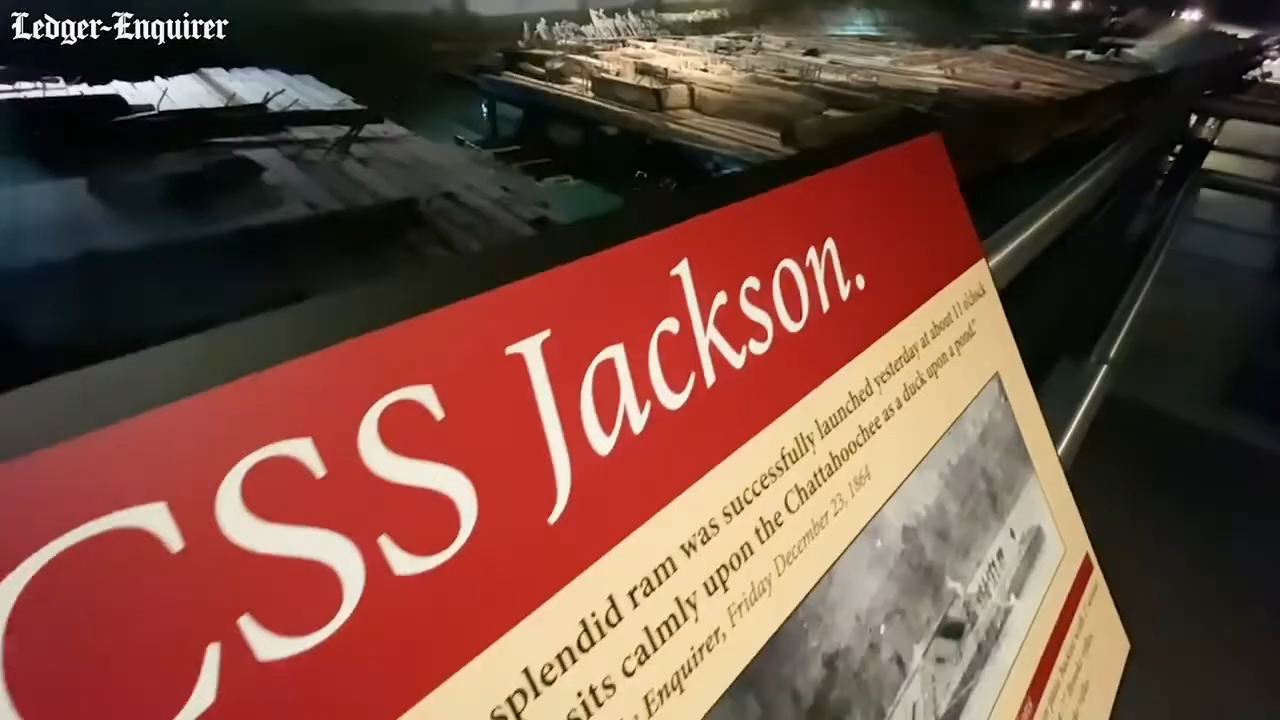 Ledger-Enquirer
CSS Jackson.
splendid ram was successfully launched yesterday at about 11 o'clock
sits calmly upon the Chattahoochee as a duck upon a pond."
Enquirer, Friday December 23, 1864